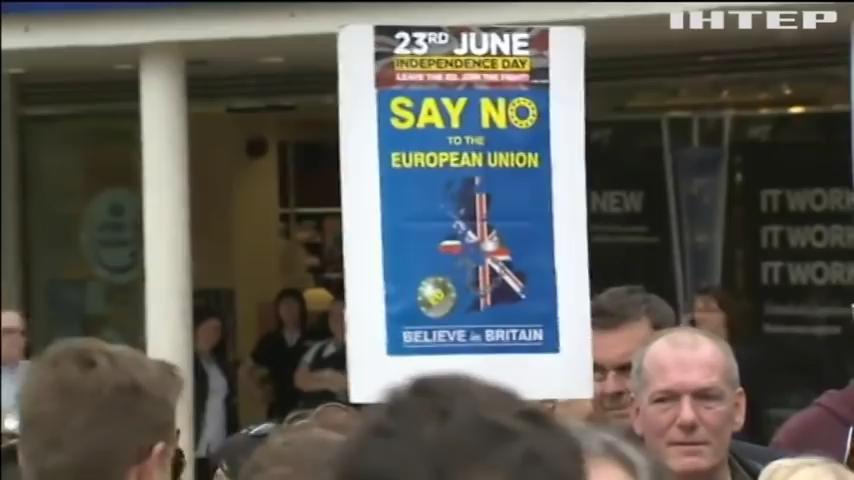 ІНТЕР
23RD JUNE
INDEPENDENCE DAY
LEAVE THE EU, JOIN THE FIGHT!
SAY NO
TO THE
EUROPEAN UNION
NO
BELIEVE in BRITAIN
NEW
IT WORK
IT WORK
IT WORK